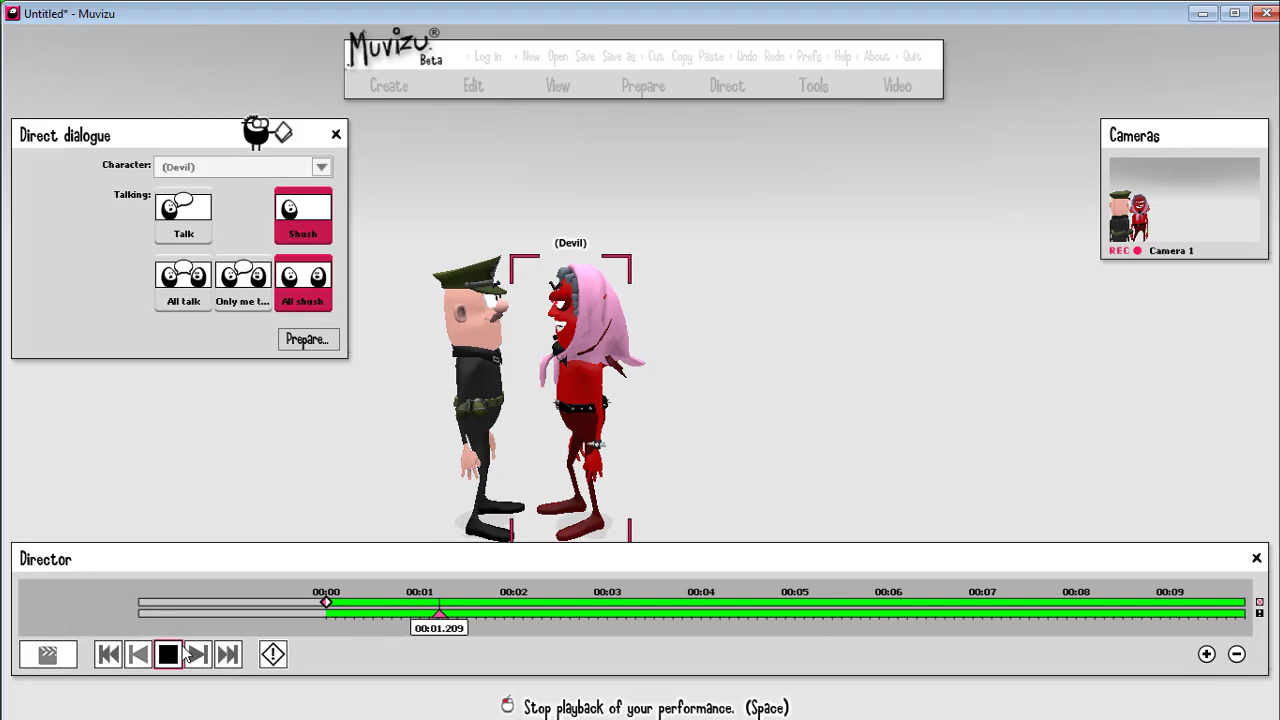 Untitled* - Muvizu
Muvizu® Beta
Log in New Open Save Save as Cut Copy Paste Undo Redo Prefs Help About Quit
Create Edit View Prepare Direct Tools Video
Direct dialogue
Character: (Devil)
Talking:
Talk Shush
All talk Only me t... All shush
Prepare...
Cameras
REC Camera 1
(Devil)
Director
00:00 00:01 00:02 00:03 00:04 00:05 00:06 00:07 00:08 00:09
00:01.209
Stop playback of your performance. (Space)